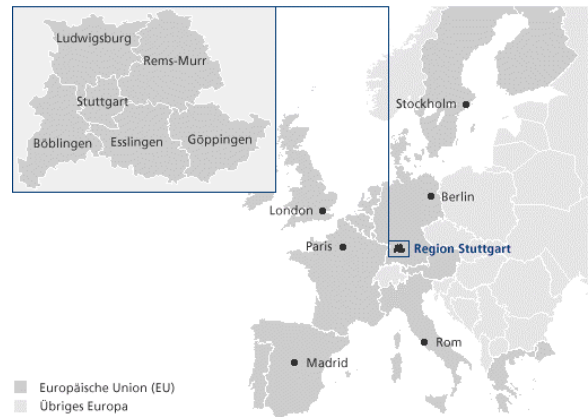 Ludwigsburg
Rems-Murr
Stuttgart
Böblingen
Esslingen
Göppingen
Stockholm
Berlin
London
Paris
Region Stuttgart
Rom
Madrid
Europäische Union (EU)
Übriges Europa